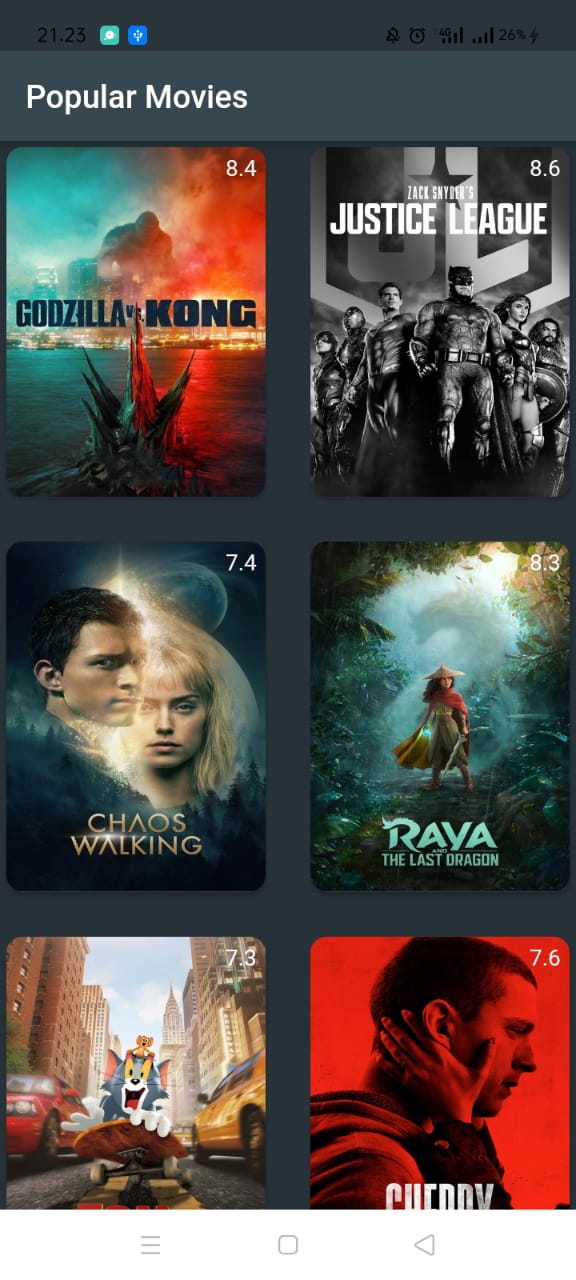 21.23
4G
26%
Popular Movies
8.4
GODZILLA VS. KONG
8.6
ZACK SNYDER'S
JUSTICE LEAGUE
7.4
CHAOS
WALKING
8.3
RAYA
AND
THE LAST DRAGON
7.3
7.6
CHERRY